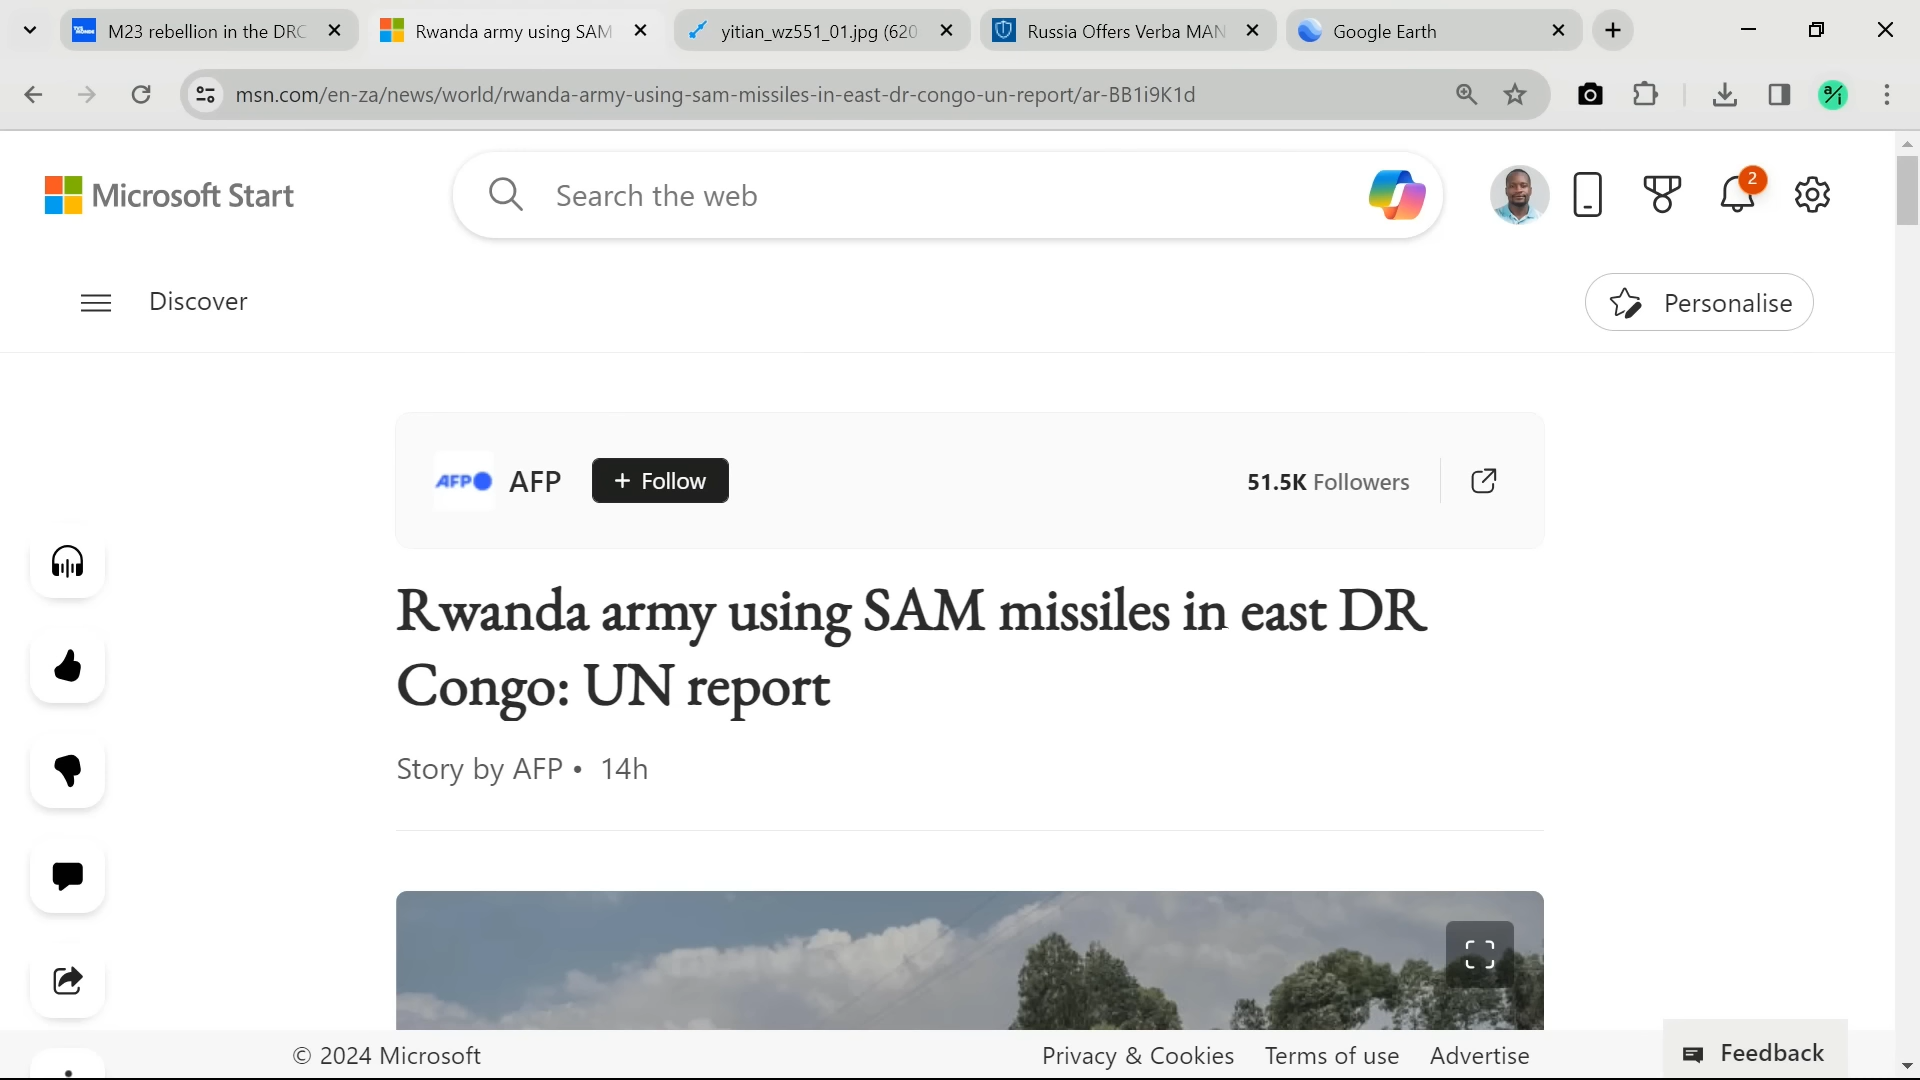 M23 rebellion in the DRC
Rwanda army using SAM
yitian_wz551_01.jpg (620
Russia Offers Verba MAN
Google Earth
msn.com/en-za/news/world/rwanda-army-using-sam-missiles-in-east-dr-congo-un-report/ar-BB1i9K1d
a/i
Microsoft Start
Search the web
2
Discover
Personalise
AFP
AFP
+ Follow
51.5K Followers
Rwanda army using SAM missiles in east DR
Congo: UN report
Story by AFP • 14h
© 2024 Microsoft
Privacy & Cookies
Terms of use
Advertise
Feedback